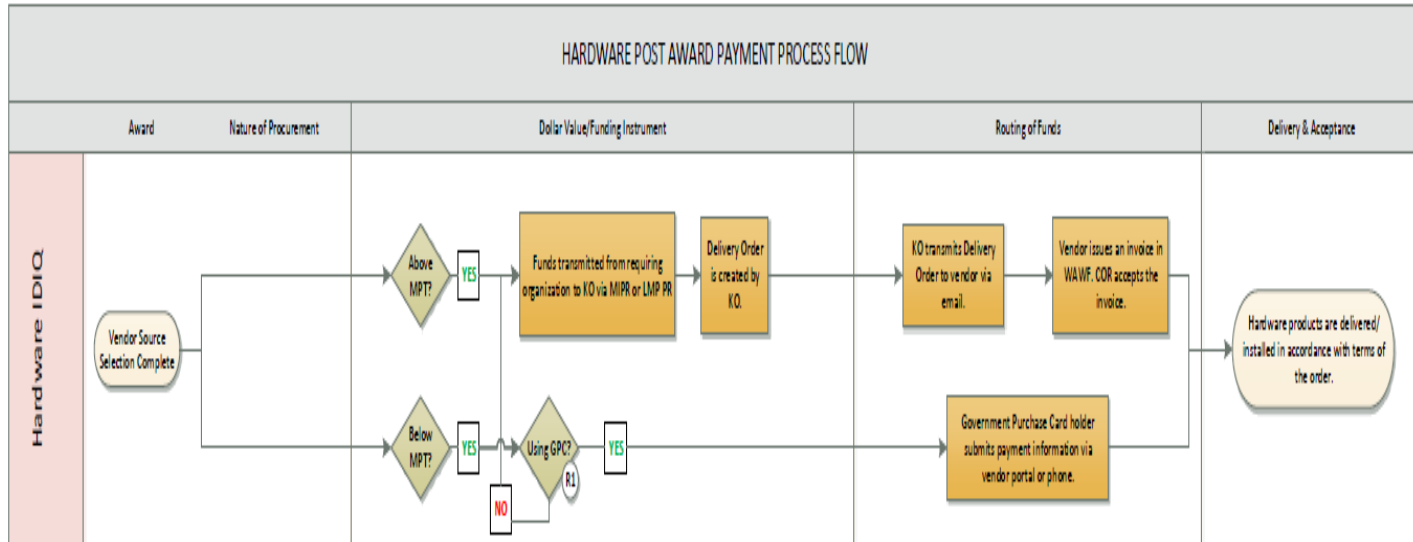 HARDWARE POST AWARD PAYMENT PROCESS FLOW
Award
Nature of Procurement
Dollar Value/Funding Instrument
Routing of Funds
Delivery & Acceptance
Hardware IDIQ
Vendor Source
Selection Complete
Above
MPT?
YES
Funds transmitted from requiring
organization to KO via MIPR or LMP PR
Delivery Order
is created by
KO.
KO transmits Delivery
Order to vendor via
email.
Vendor issues an invoice in
WAWF. COR accepts the
invoice.
Hardware products are delivered/
installed in accordance with terms of
the order.
Below
MPT?
YES
Using GPC?
R1
YES
NO
Government Purchase Card holder
submits payment information via
vendor portal or phone.